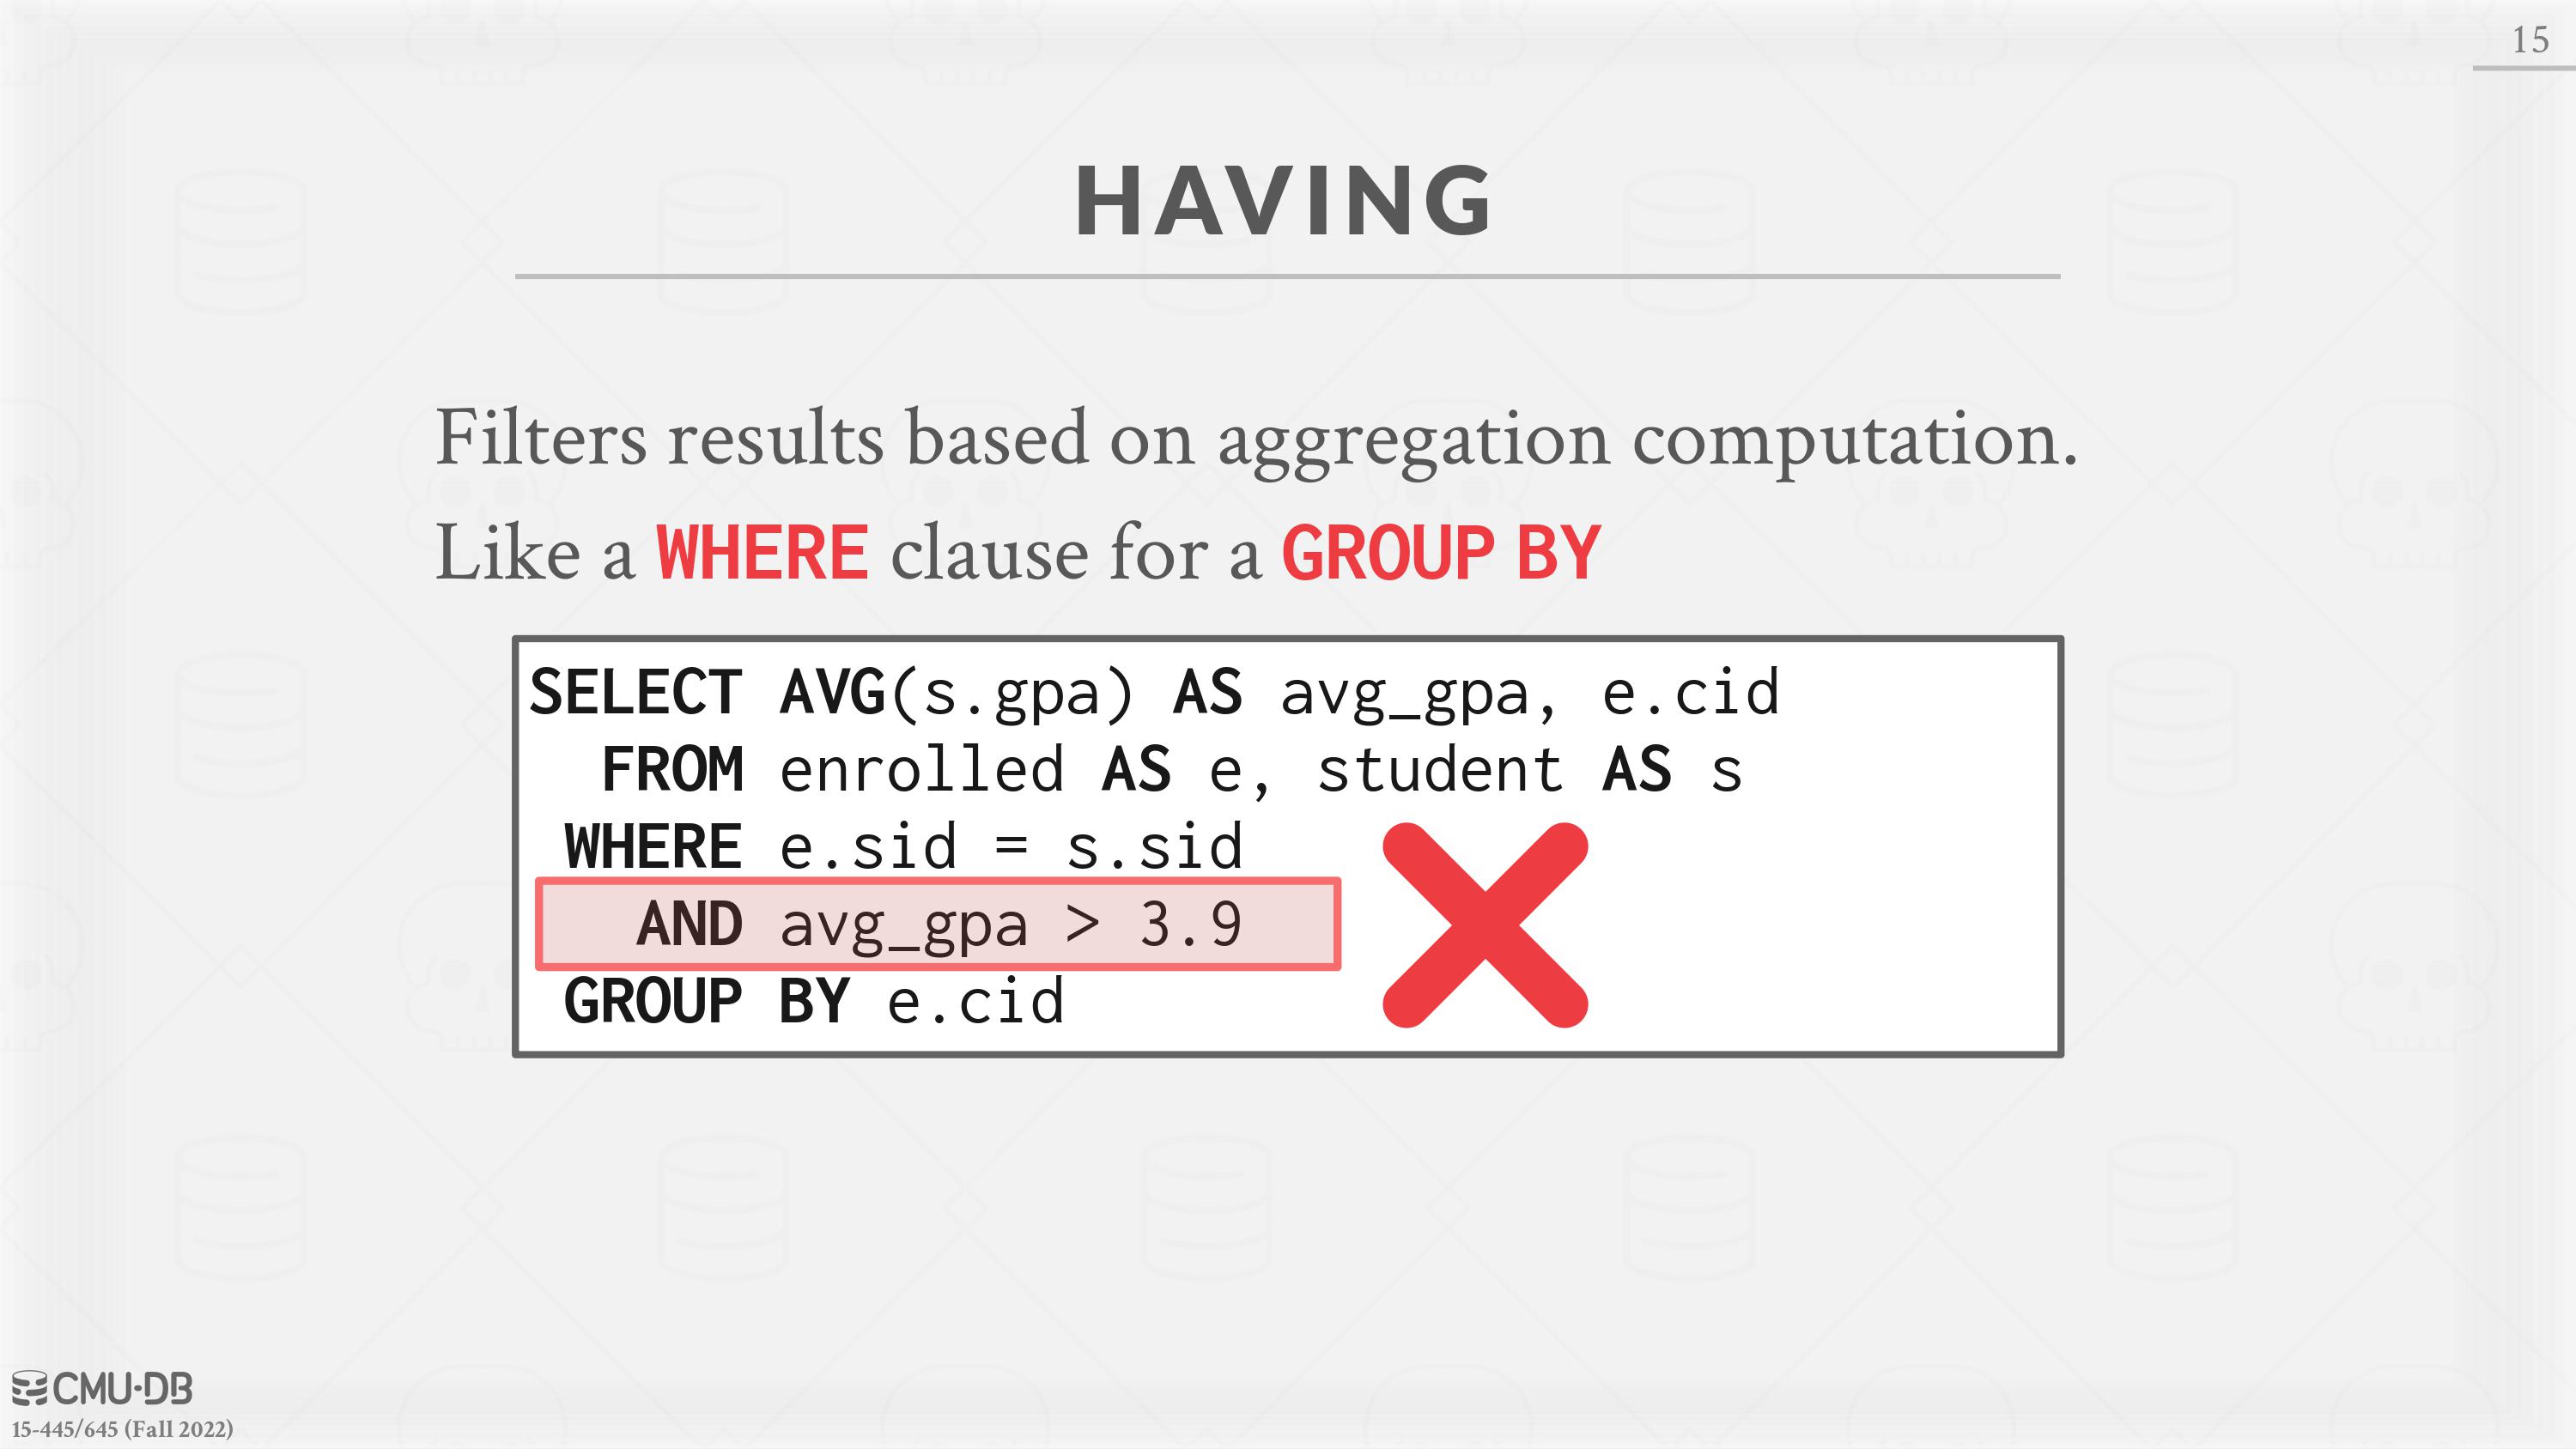 15
HAVING
Filters results based on aggregation computation.
Like a WHERE clause for a GROUP BY
SELECT AVG(s.gpa) AS avg_gpa, e.cid
FROM enrolled AS e, student AS s
WHERE e.sid = s.sid
AND avg_gpa > 3.9
GROUP BY e.cid
CMU·DB
15-445/645 (Fall 2022)